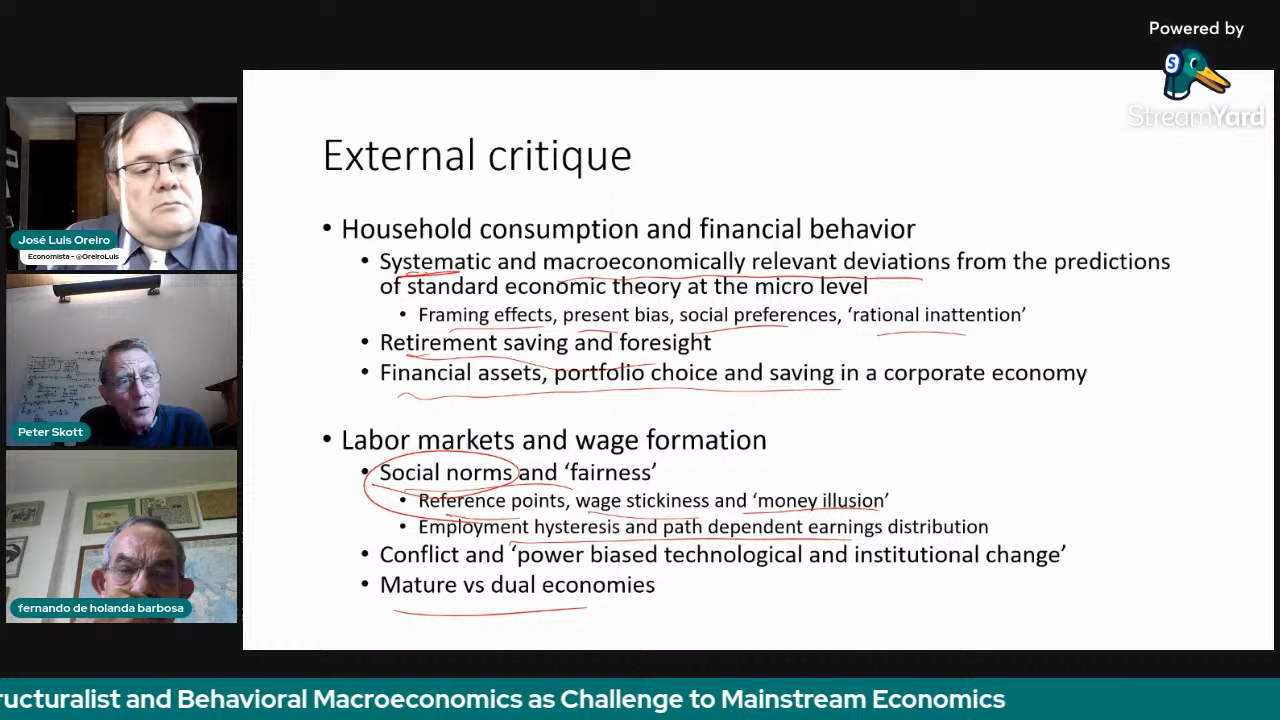 Powered by
S
StreamYard
José Luis Oreiro
Economista - @OreiroLuis
Peter Skott
fernando de holanda barbosa
External critique
• Household consumption and financial behavior
• Systematic and macroeconomically relevant deviations from the predictions
of standard economic theory at the micro level
• Framing effects, present bias, social preferences, ‘rational inattention’
• Retirement saving and foresight
• Financial assets, portfolio choice and saving in a corporate economy
• Labor markets and wage formation
• Social norms and ‘fairness’
• Reference points, wage stickiness and ‘money illusion’
• Employment hysteresis and path dependent earnings distribution
• Conflict and ‘power biased technological and institutional change’
• Mature vs dual economies
ructuralist and Behavioral Macroeconomics as Challenge to Mainstream Economics